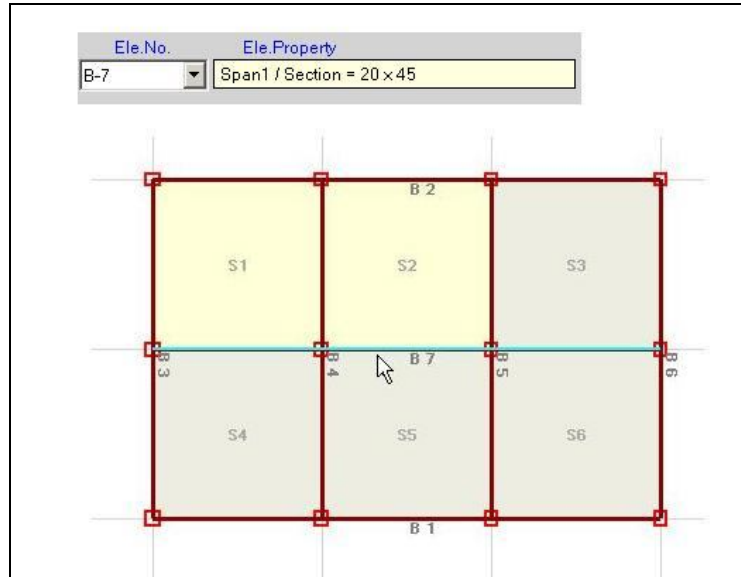 Ele.No. Ele.Property
B-7 Span1 / Section = 20 × 45
B 2
S1 S2 S3
B 3 B 4 B 7 B 5 B 6
S4 S5 S6
B 1